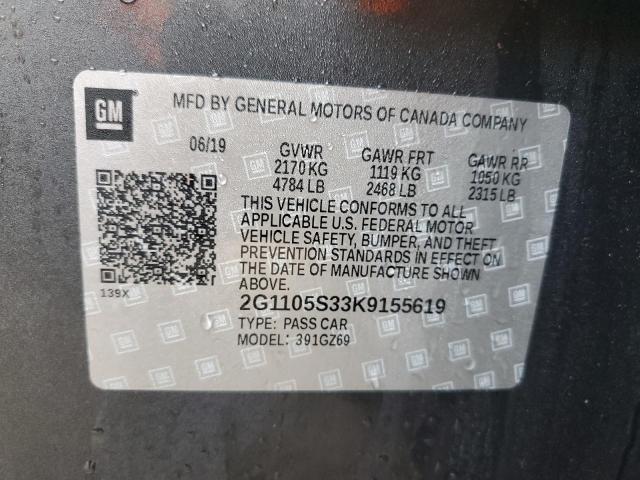 GM
MFD BY GENERAL MOTORS OF CANADA COMPANY
06/19 GVWR GAWR FRT GAWR RR
2170 KG 1119 KG 1050 KG
4784 LB 2468 LB 2315 LB
THIS VEHICLE CONFORMS TO ALL
APPLICABLE U.S. FEDERAL MOTOR
VEHICLE SAFETY, BUMPER, AND THEFT
PREVENTION STANDARDS IN EFFECT ON
THE DATE OF MANUFACTURE SHOWN
ABOVE.
139X
2G1105S33K9155619
TYPE: PASS CAR
MODEL: 391GZ69